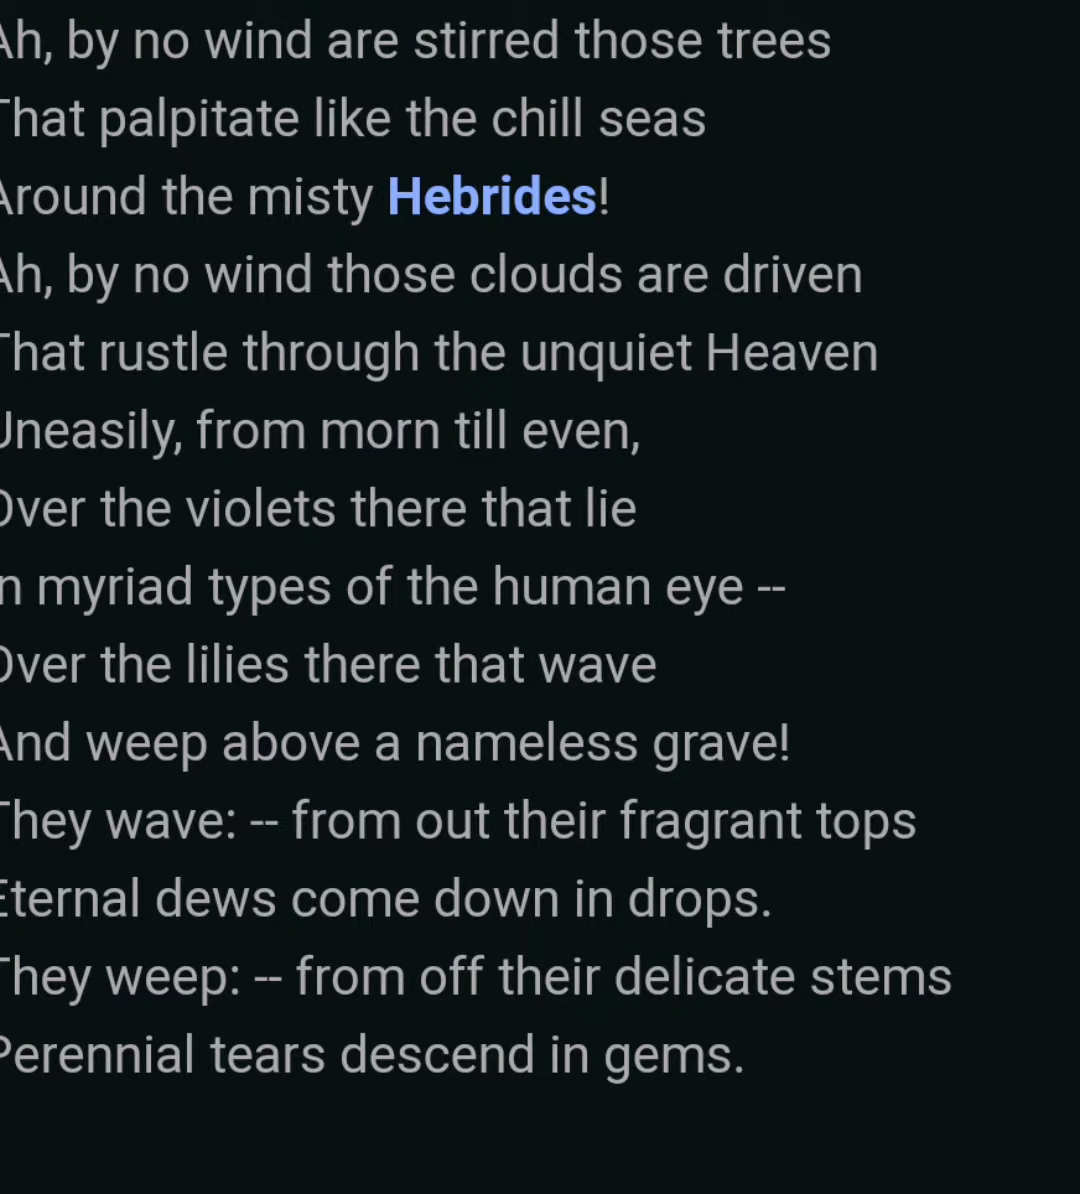 Ah, by no wind are stirred those trees
That palpitate like the chill seas
Around the misty Hebrides!
Ah, by no wind those clouds are driven
That rustle through the unquiet Heaven
Uneasily, from morn till even,
Over the violets there that lie
In myriad types of the human eye --
Over the lilies there that wave
And weep above a nameless grave!
They wave: -- from out their fragrant tops
Eternal dews come down in drops.
They weep: -- from off their delicate stems
Perennial tears descend in gems.